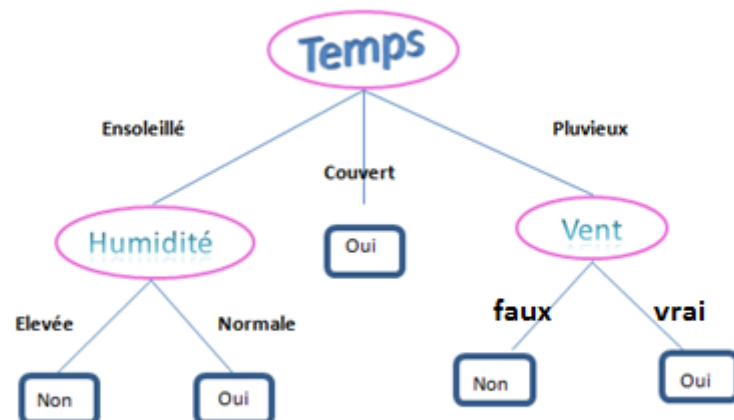 Temps
Ensoleillé
Pluvieux
Couvert
Humidité
Oui
Vent
Elevée
Normale
faux
vrai
Non
Oui
Non
Oui